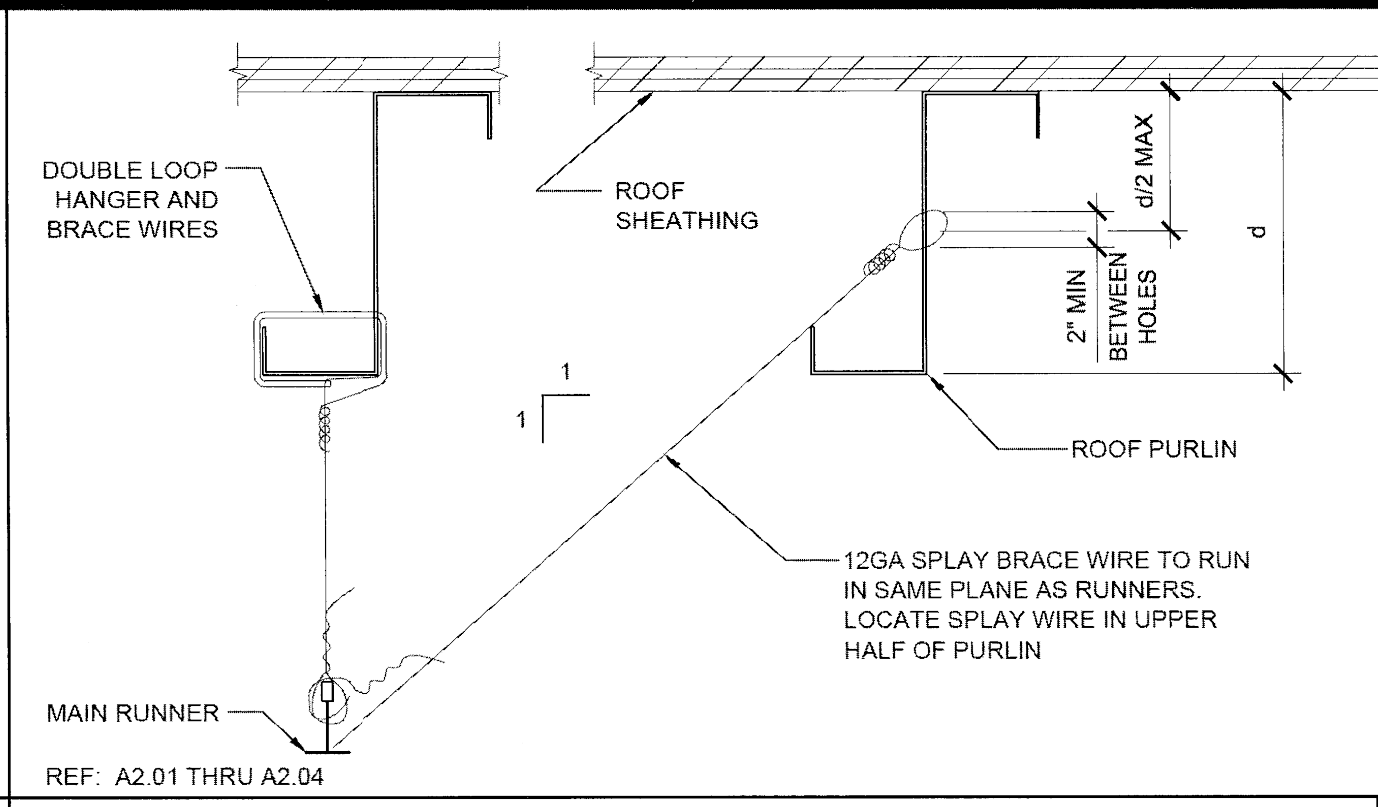 DOUBLE LOOP
HANGER AND
BRACE WIRES
ROOF
SHEATHING
d/2 MAX
d
2" MIN
BETWEEN
HOLES
1
1
ROOF PURLIN
12GA SPLAY BRACE WIRE TO RUN
IN SAME PLANE AS RUNNERS.
LOCATE SPLAY WIRE IN UPPER
HALF OF PURLIN
MAIN RUNNER
REF: A2.01 THRU A2.04